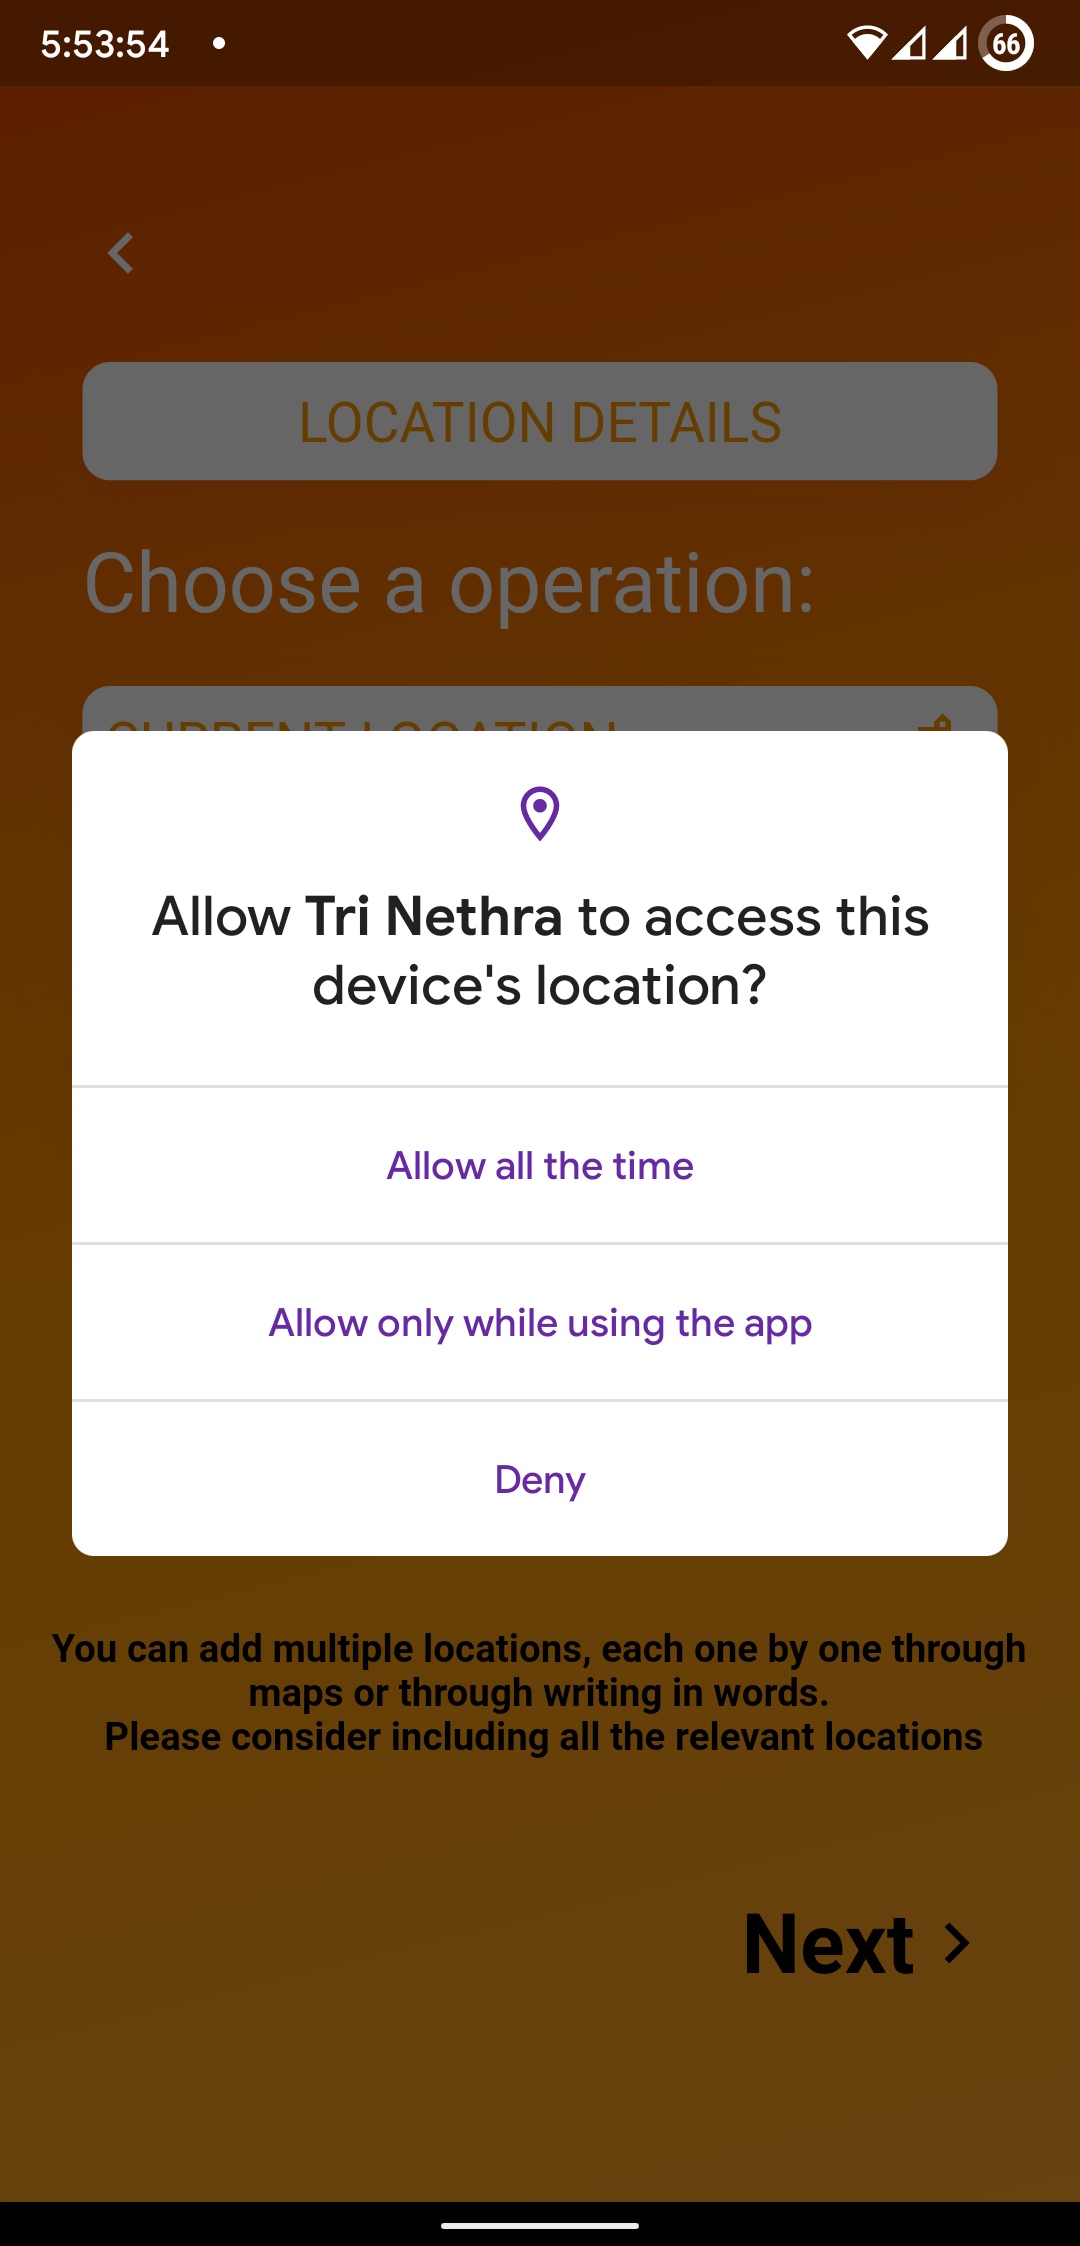 5:53:54
66
LOCATION DETAILS
Choose a operation:
CURRENT LOCATION
Allow Tri Nethra to access this
device's location?
Allow all the time
Allow only while using the app
Deny
You can add multiple locations, each one by one through
maps or through writing in words.
Please consider including all the relevant locations
Next